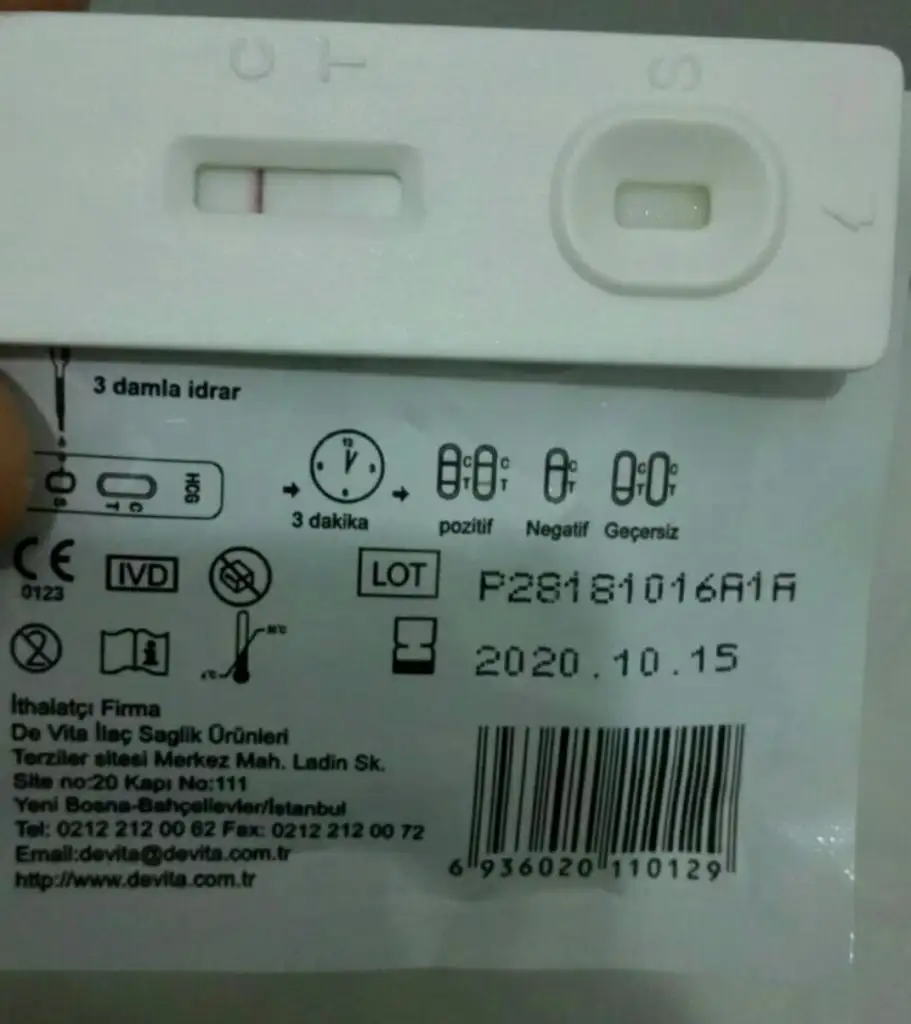 C T S
3 damla idrar
HCG
S T C
12
3 dakika
C T C T C T C T C T
pozitif Negatif Geçersiz
CE
0123
IVD
LOT
P28181016A1A
2
i
2020.10.15
İthalatçı Firma
De Vita İlaç Saglik Ürünleri
Terziler sitesi Merkez Mah. Ladin Sk.
Site no:20 Kapı No:111
Yeni Bosna-Bahçelievler/İstanbul
Tel: 0212 212 00 62 Fax: 0212 212 00 72
Email:devita@devita.com.tr
http://www.devita.com.tr
6 936020 110129